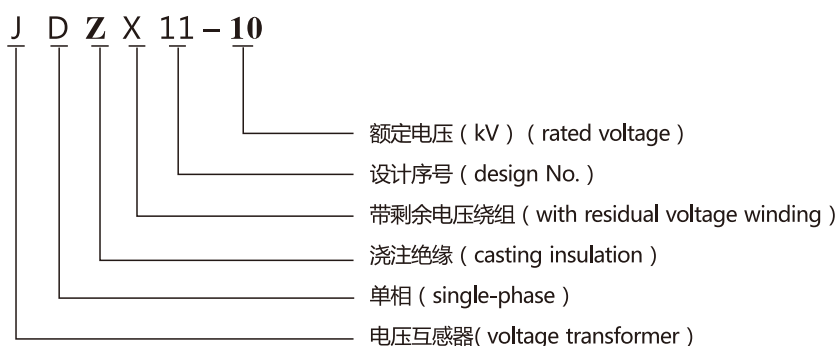 J D Z X 11-10
额定电压（kV）（rated voltage）
设计序号（design No.）
带剩余电压绕组（with residual voltage winding）
浇注绝缘（casting insulation）
单相（single-phase）
电压互感器( voltage transformer）